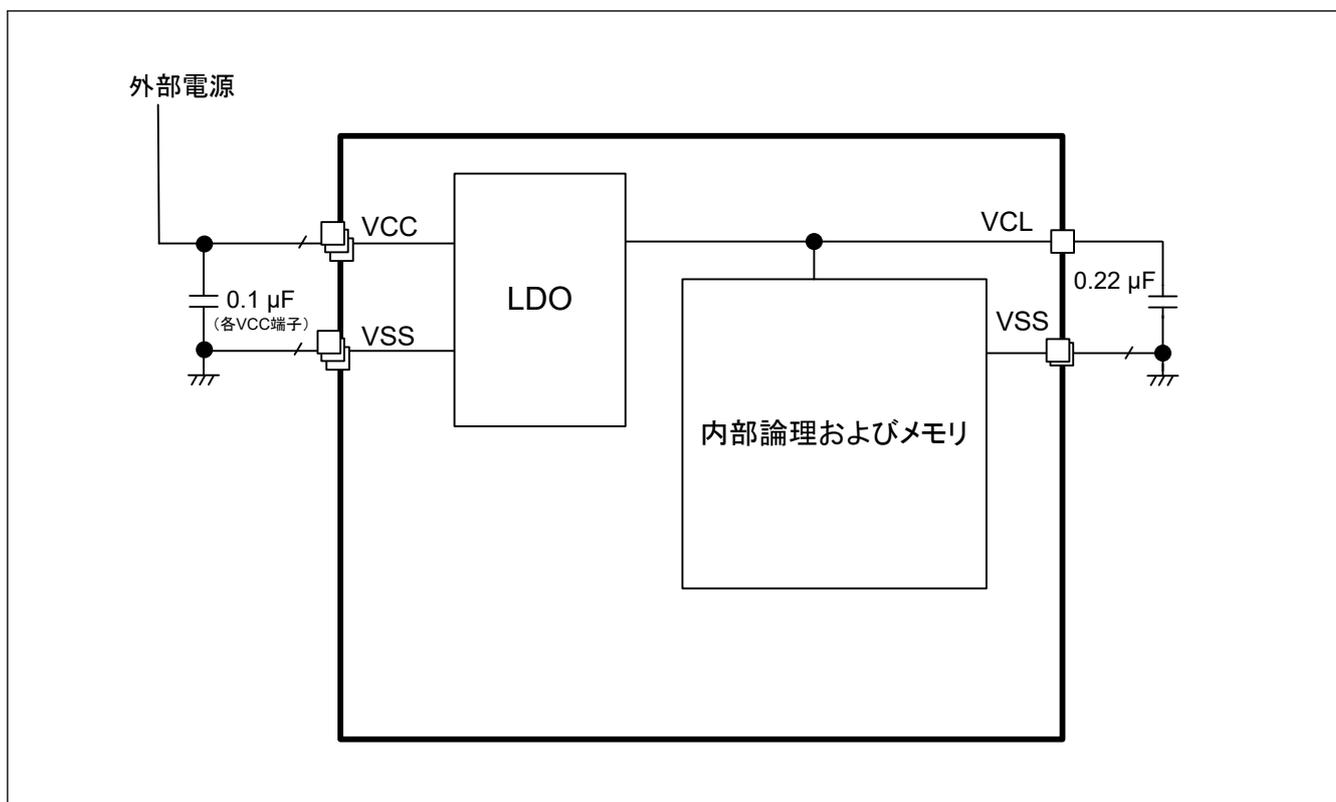 外部電源
VCC
VCL
LDO
0.1 µF
（各VCC端子）
0.22 µF
VSS
VSS
内部論理およびメモリ